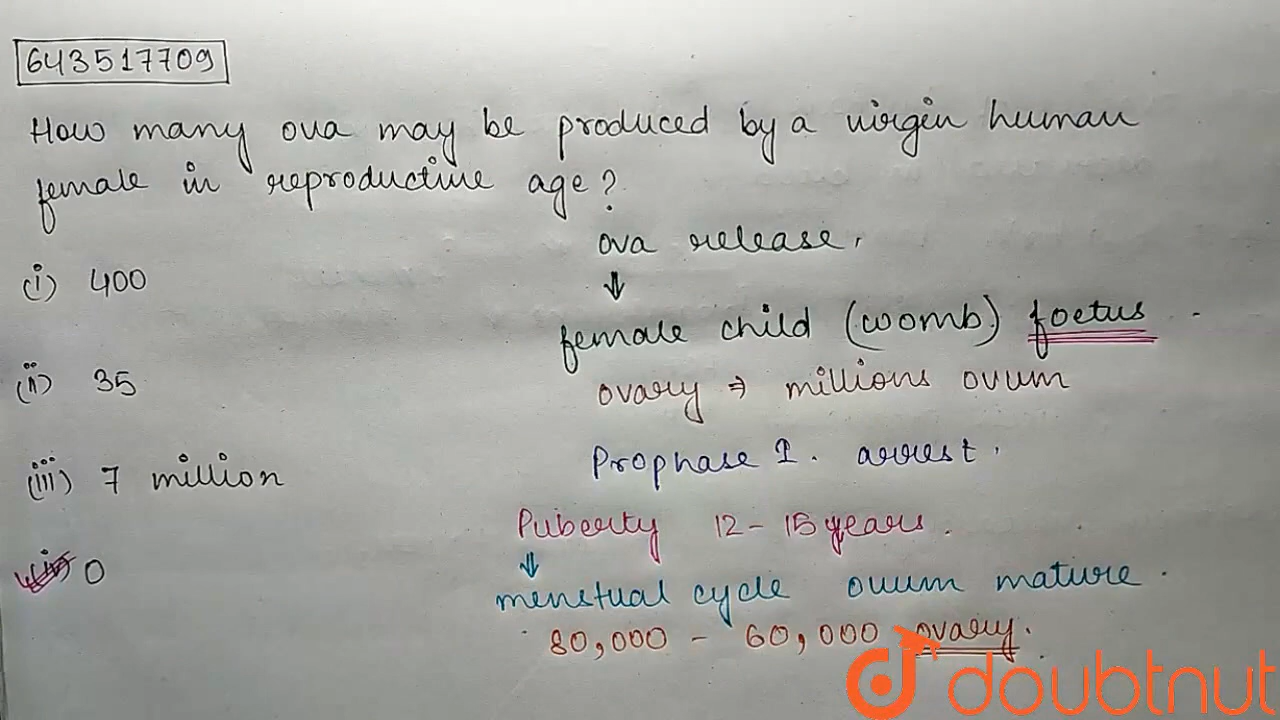 643517709
How many ova may be produced by a virgin human
female in reproductive age?
(i) 400
(ii) 35
(iii) 7 million
(iv) 0
ova release.
⇓
female child (womb) foetus
ovary ⇒ millions ovum
Prophase I. arrest.
Puberty 12 - 15 years.
⇓
menstual cycle ovum mature.
80,000 - 60,000 ovary.
doubtnut